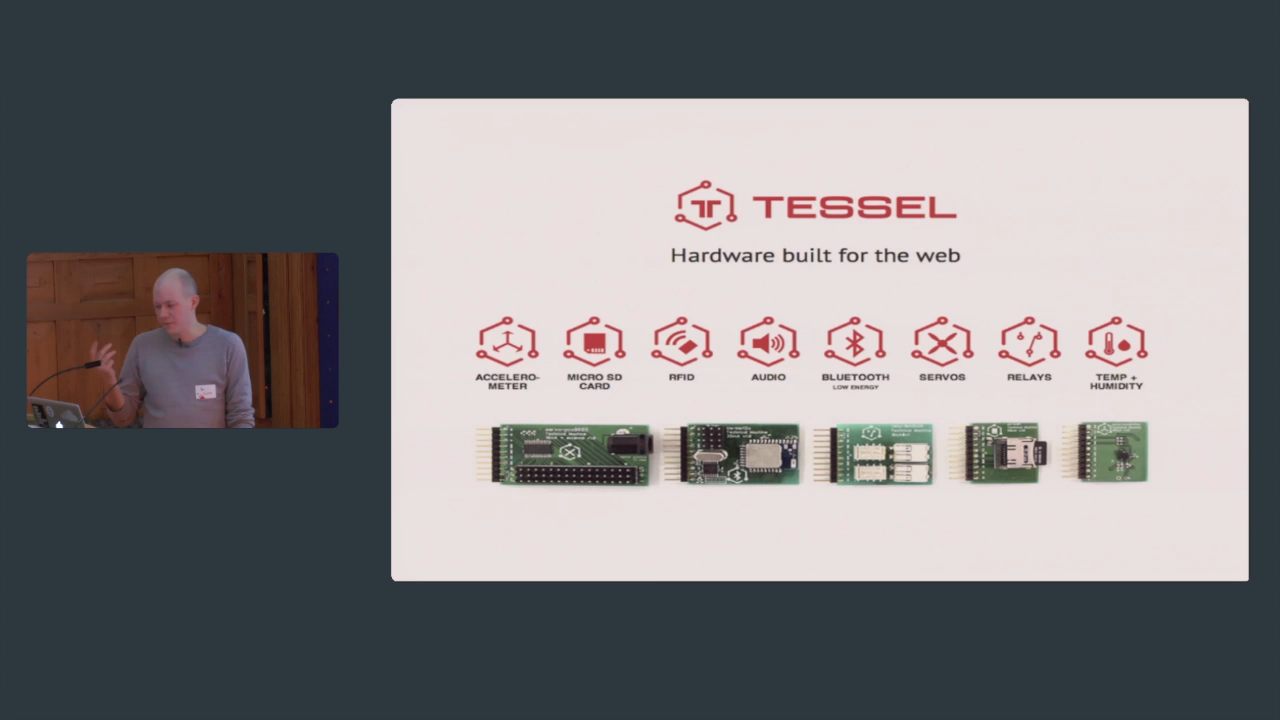 TESSEL
Hardware built for the web
ACCELERO-
METER
MICRO SD
CARD
RFID
AUDIO
BLUETOOTH
LOW ENERGY
SERVOS
RELAYS
TEMP +
HUMIDITY